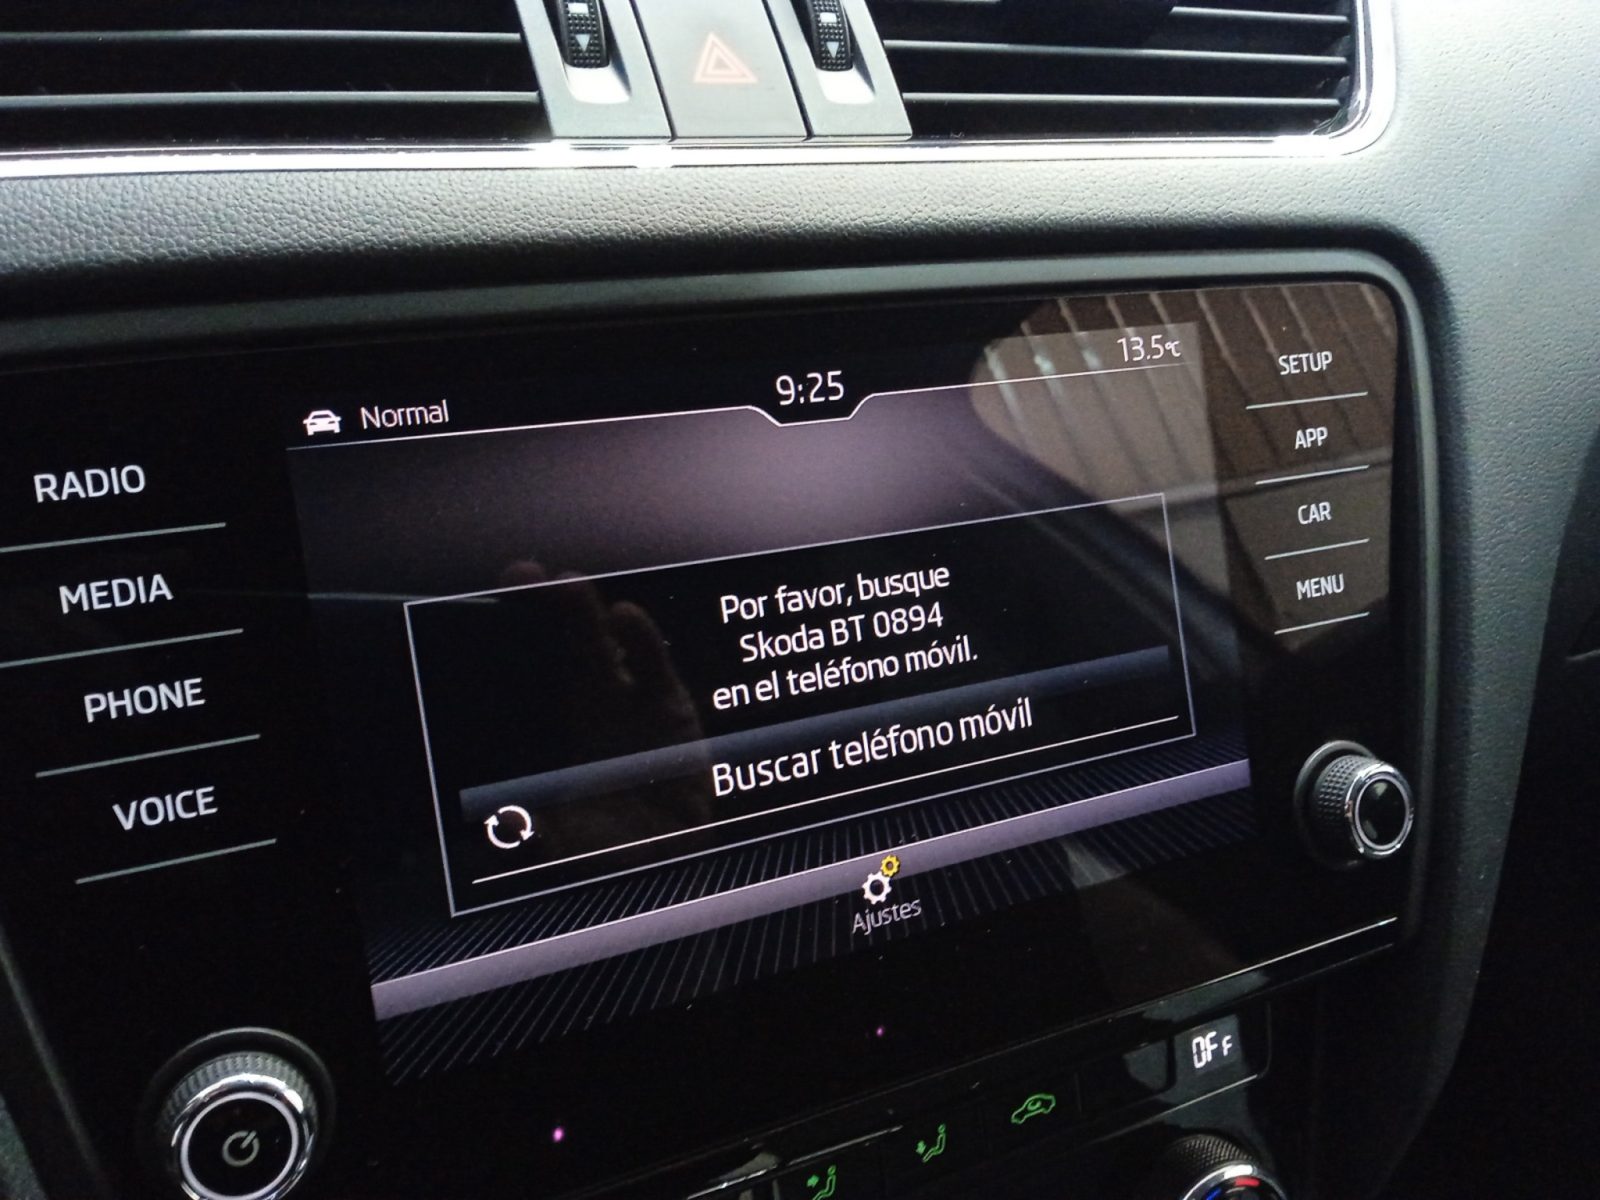 Normal
9:25
13.5°C
RADIO
MEDIA
PHONE
VOICE
SETUP
APP
CAR
MENU
Por favor, busque
Skoda BT 0894
en el teléfono móvil.
Buscar teléfono móvil
Ajustes
OFF